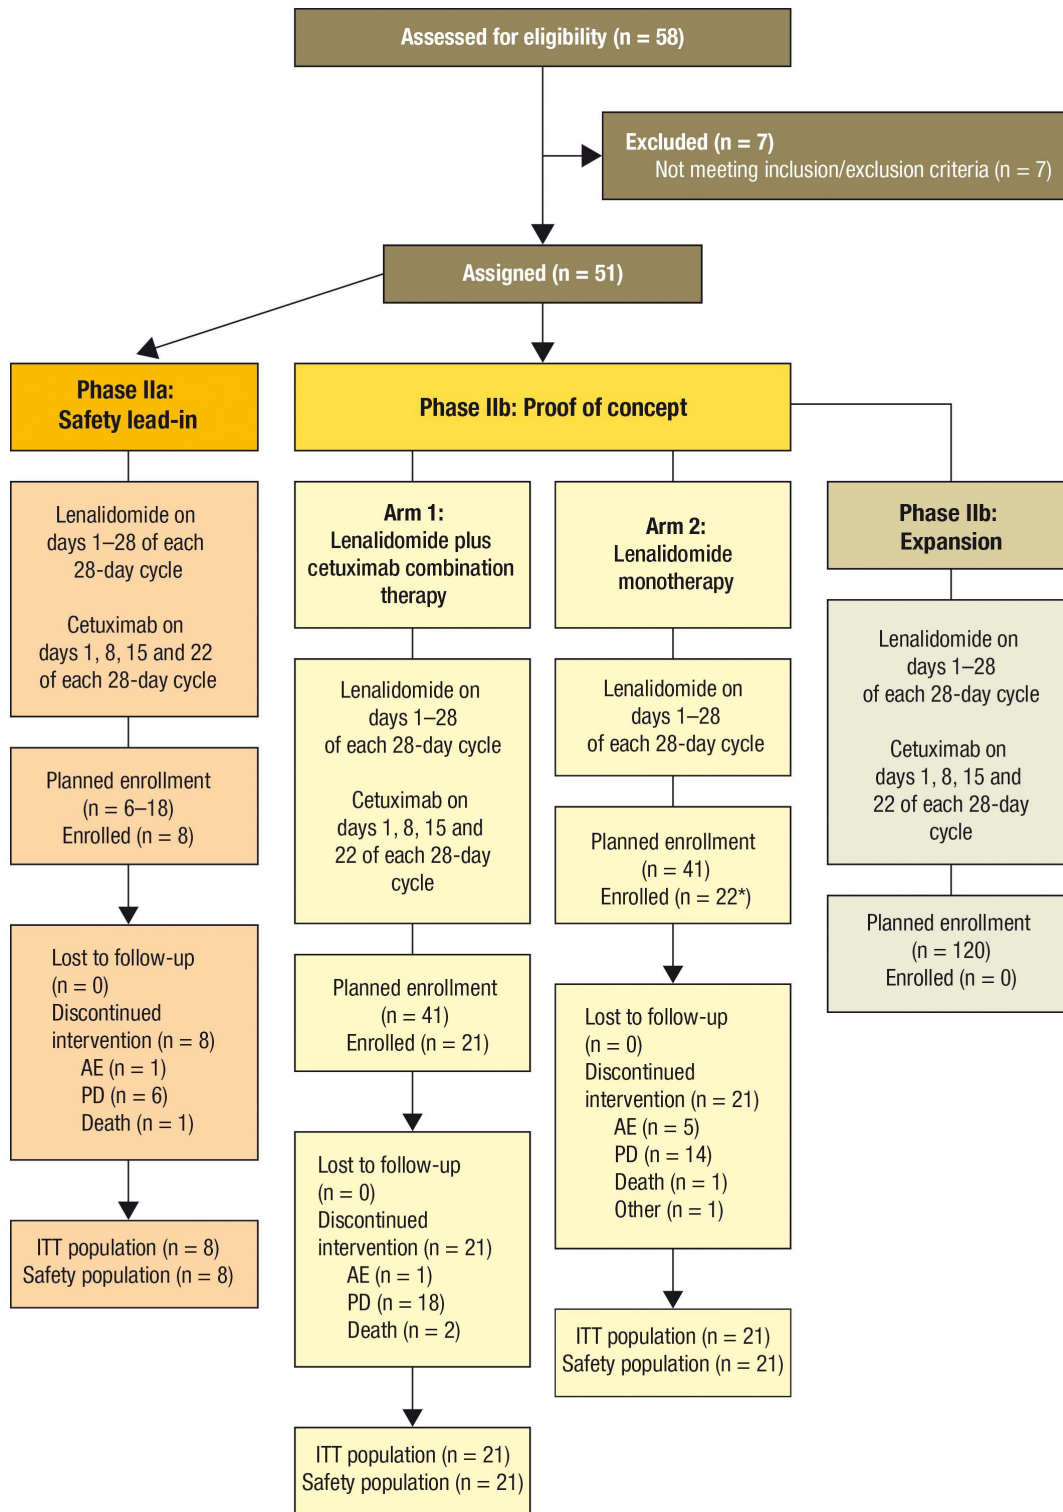 Assessed for eligibility (n = 58)
Excluded (n = 7)
Not meeting inclusion/exclusion criteria (n = 7)
Assigned (n = 51)
Phase IIa:
Safety lead-in
Lenalidomide on
days 1–28 of each
28-day cycle
Cetuximab on
days 1, 8, 15 and 22
of each 28-day cycle
Planned enrollment
(n = 6–18)
Enrolled (n = 8)
Lost to follow-up
(n = 0)
Discontinued
intervention (n = 8)
AE (n = 1)
PD (n = 6)
Death (n = 1)
ITT population (n = 8)
Safety population (n = 8)
Phase IIb: Proof of concept
Arm 1:
Lenalidomide plus
cetuximab combination
therapy
Lenalidomide on
days 1–28
of each 28-day cycle
Cetuximab on
days 1, 8, 15 and
22 of each 28-day
cycle
Planned enrollment
(n = 41)
Enrolled (n = 21)
Lost to follow-up
(n = 0)
Discontinued
intervention (n = 21)
AE (n = 1)
PD (n = 18)
Death (n = 2)
ITT population (n = 21)
Safety population (n = 21)
Arm 2:
Lenalidomide
monotherapy
Lenalidomide on
days 1–28
of each 28-day cycle
Planned enrollment
(n = 41)
Enrolled (n = 22*)
Lost to follow-up
(n = 0)
Discontinued
intervention (n = 21)
AE (n = 5)
PD (n = 14)
Death (n = 1)
Other (n = 1)
ITT population (n = 21)
Safety population (n = 21)
Phase IIb:
Expansion
Lenalidomide on
days 1–28
of each 28-day cycle
Cetuximab on
days 1, 8, 15 and
22 of each 28-day
cycle
Planned enrollment
(n = 120)
Enrolled (n = 0)